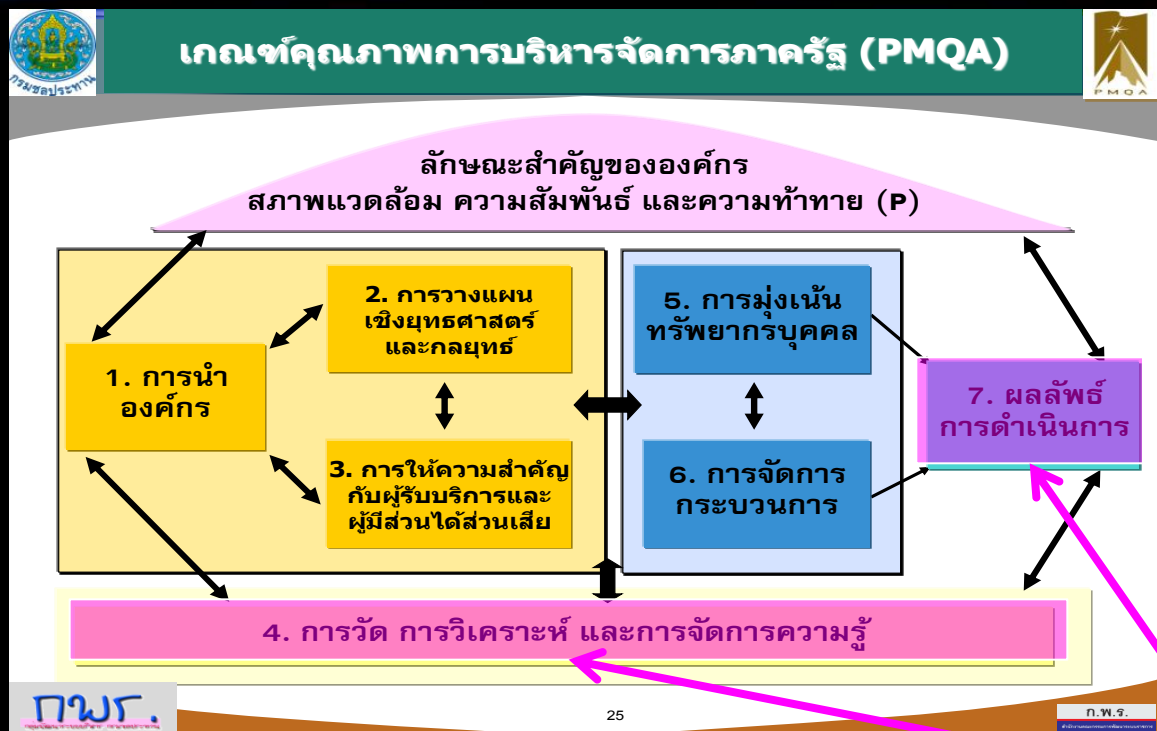 เกณฑ์คุณภาพการบริหารจัดการภาครัฐ (PMQA)
กรมชลประทาน
PMQA
ลักษณะสำคัญขององค์กร
สภาพแวดล้อม ความสัมพันธ์ และความท้าทาย (P)
1. การนำ
องค์กร
2. การวางแผน
เชิงยุทธศาสตร์
และกลยุทธ์
3. การให้ความสำคัญ
กับผู้รับบริการและ
ผู้มีส่วนได้ส่วนเสีย
5. การมุ่งเน้น
ทรัพยากรบุคคล
6. การจัดการ
กระบวนการ
7. ผลลัพธ์
การดำเนินการ
4. การวัด การวิเคราะห์ และการจัดการความรู้
กพร.
25
ก.พ.ร.